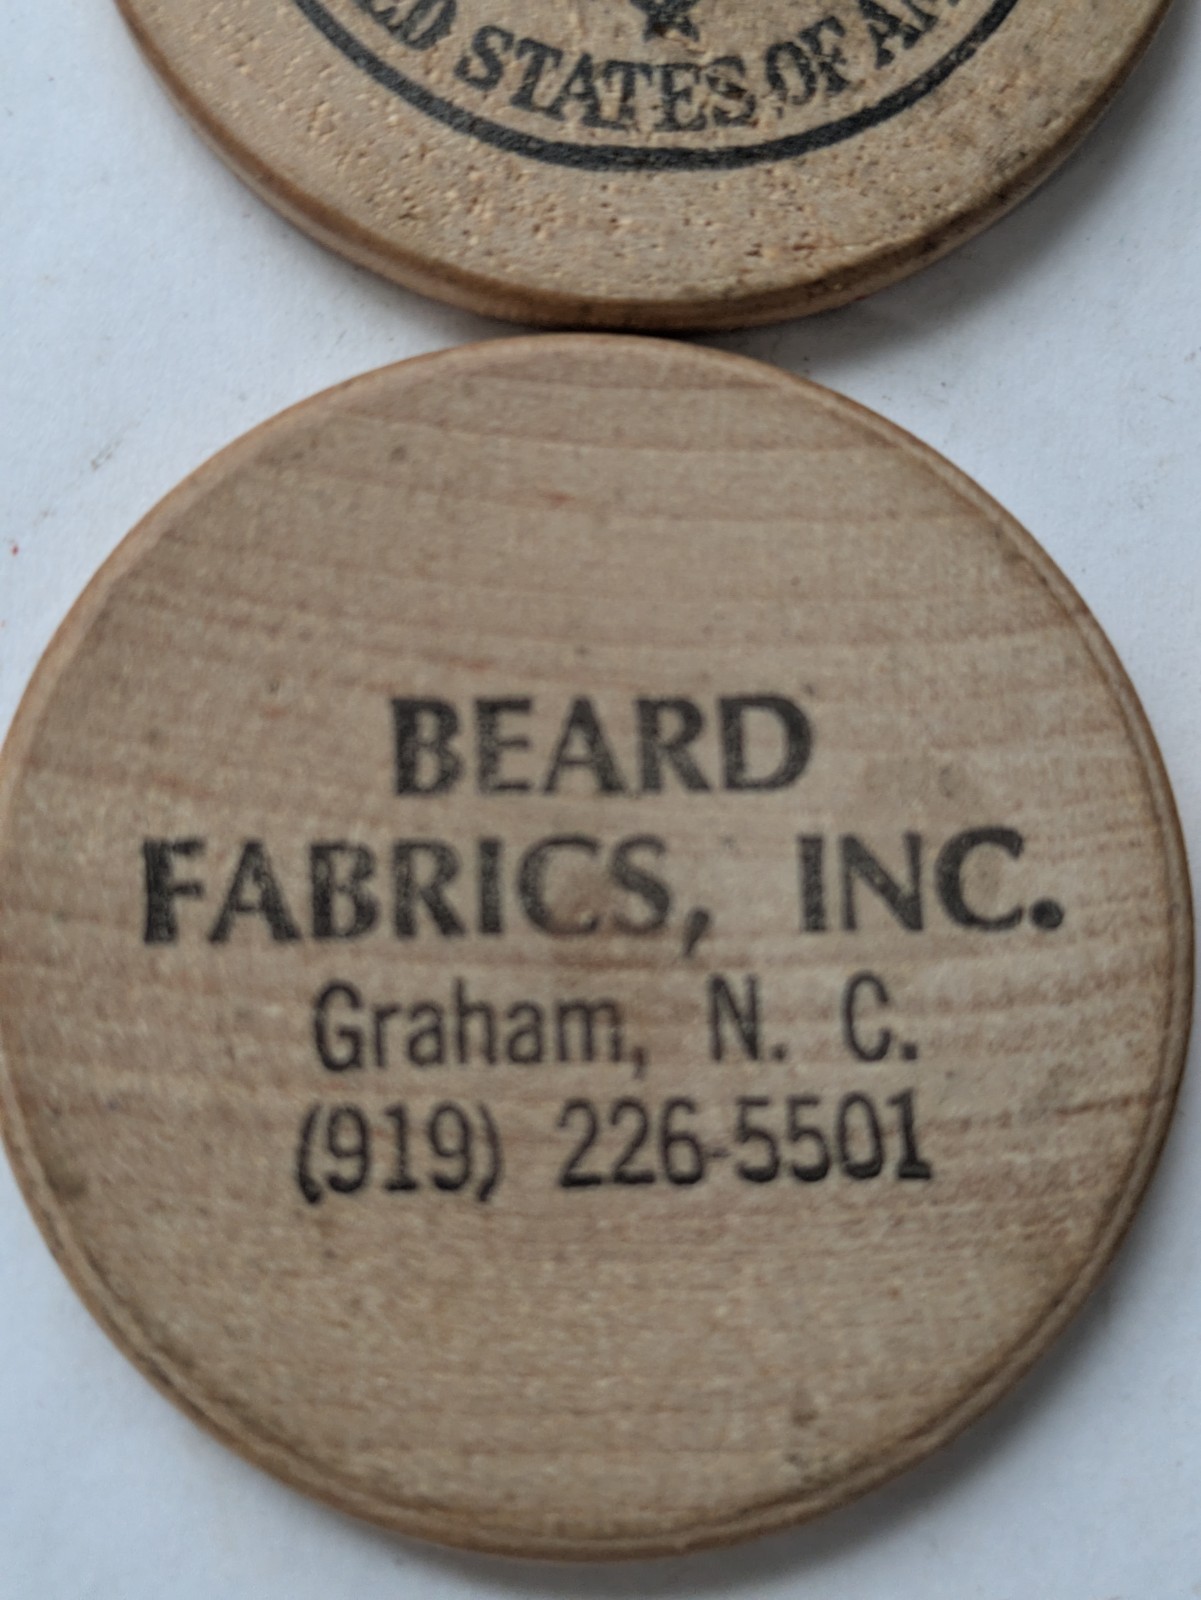 STATES OF
BEARD
FABRICS, INC.
Graham, N. C.
(919) 226-5501